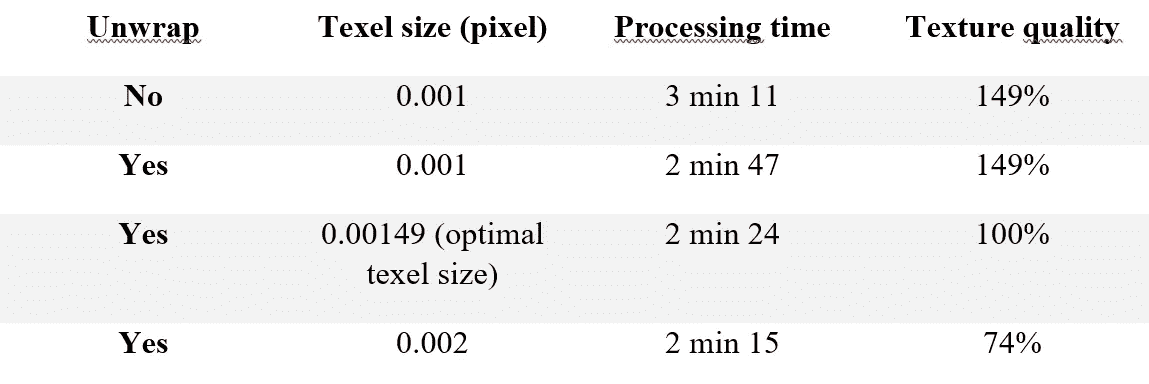 Unwrap Texel size (pixel) Processing time Texture quality
No 0.001 3 min 11 149%
Yes 0.001 2 min 47 149%
Yes 0.00149 (optimal 2 min 24 100%
texel size)
Yes 0.002 2 min 15 74%